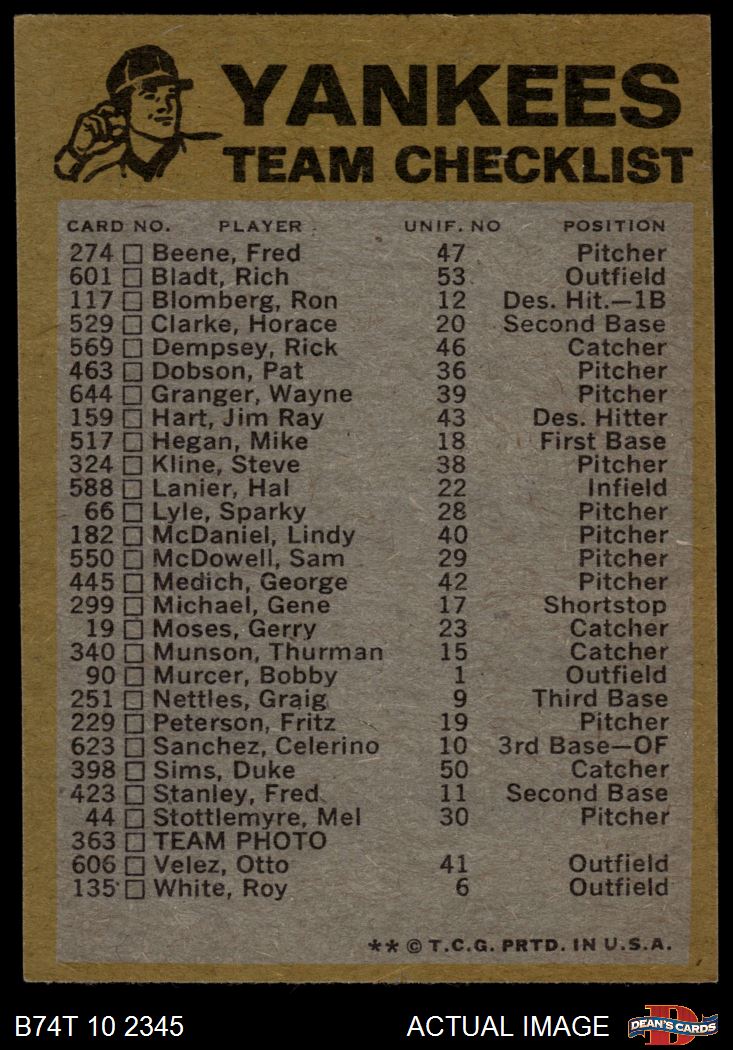 YANKEES
TEAM CHECKLIST
CARD NO. PLAYER UNIF. NO POSITION
274 Beene, Fred 47 Pitcher
601 Bladt, Rich 53 Outfield
117 Blomberg, Ron 12 Des. Hit.—1B
529 Clarke, Horace 20 Second Base
569 Dempsey, Rick 46 Catcher
463 Dobson, Pat 36 Pitcher
644 Granger, Wayne 39 Pitcher
159 Hart, Jim Ray 43 Des. Hitter
517 Hegan, Mike 18 First Base
324 Kline, Steve 38 Pitcher
588 Lanier, Hal 22 Infield
66 Lyle, Sparky 28 Pitcher
182 McDaniel, Lindy 40 Pitcher
550 McDowell, Sam 29 Pitcher
445 Medich, George 42 Pitcher
299 Michael, Gene 17 Shortstop
19 Moses, Gerry 23 Catcher
340 Munson, Thurman 15 Catcher
90 Murcer, Bobby 1 Outfield
251 Nettles, Graig 9 Third Base
229 Peterson, Fritz 19 Pitcher
623 Sanchez, Celerino 10 3rd Base—OF
398 Sims, Duke 50 Catcher
423 Stanley, Fred 11 Second Base
44 Stottlemyre, Mel 30 Pitcher
363 TEAM PHOTO
606 Velez, Otto 41 Outfield
135 White, Roy 6 Outfield
** © T.C.G. PRTD. IN U.S.A.
B74T 10 2345 ACTUAL IMAGE DEAN'S CARDS